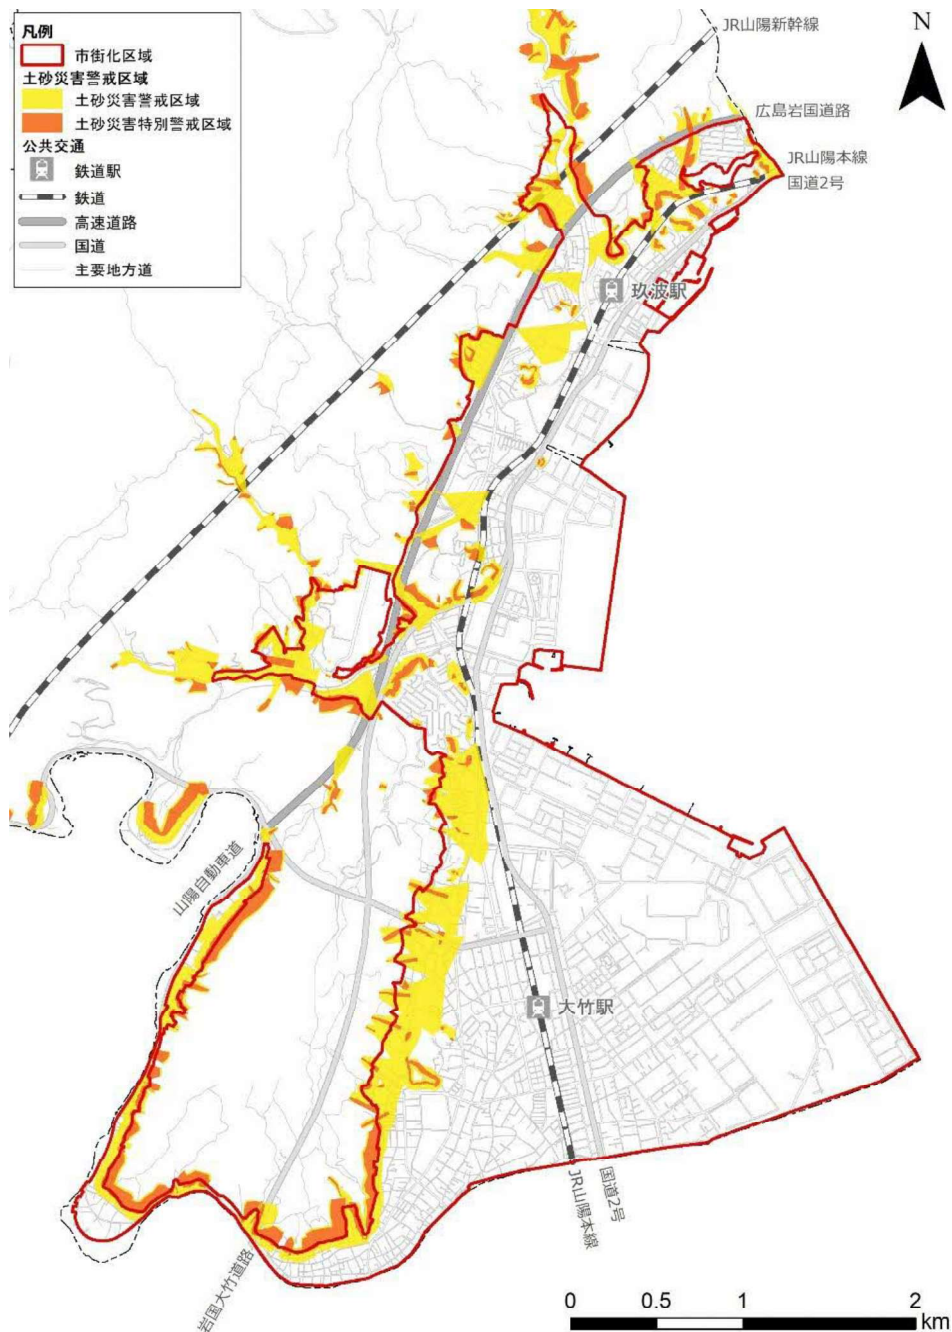 凡例
市街化区域
土砂災害警戒区域
土砂災害警戒区域
土砂災害特別警戒区域
公共交通
鉄道駅
鉄道
高速道路
国道
主要地方道
JR山陽新幹線
N
広島岩国道路
JR山陽本線
国道2号
玖波駅
山陽自動車道
大竹駅
JR山陽本線
国道2号
岩国大竹道路
0 0.5 1 2
km